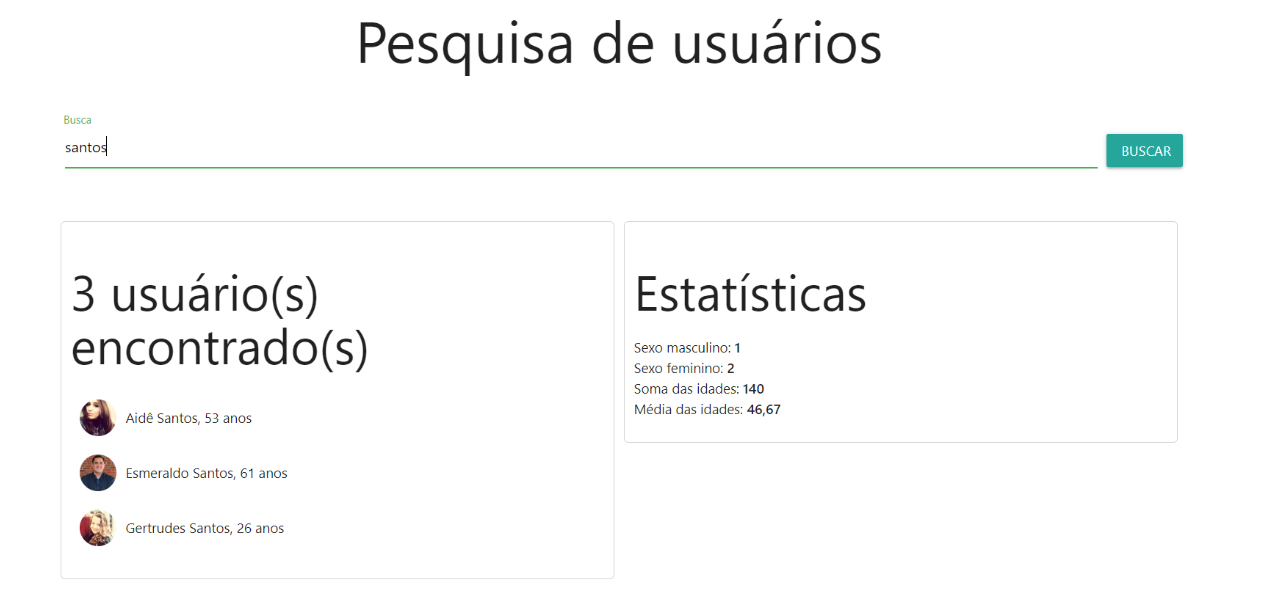 Pesquisa de usuários
Busca
santos
BUSCAR
3 usuário(s)
encontrado(s)
Aidê Santos, 53 anos
Esmeraldo Santos, 61 anos
Gertrudes Santos, 26 anos
Estatísticas
Sexo masculino: 1
Sexo feminino: 2
Soma das idades: 140
Média das idades: 46,67